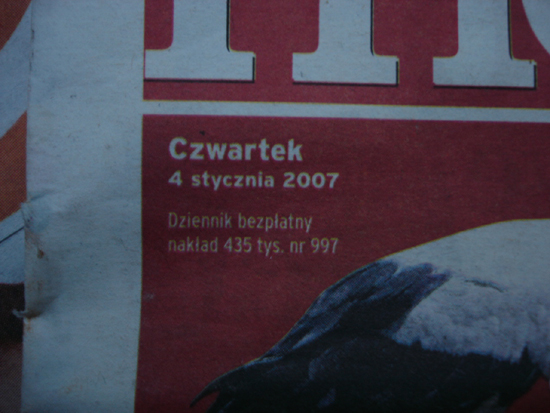 Czwartek
4 stycznia 2007
Dziennik bezpłatny
nakład 435 tys. nr 997